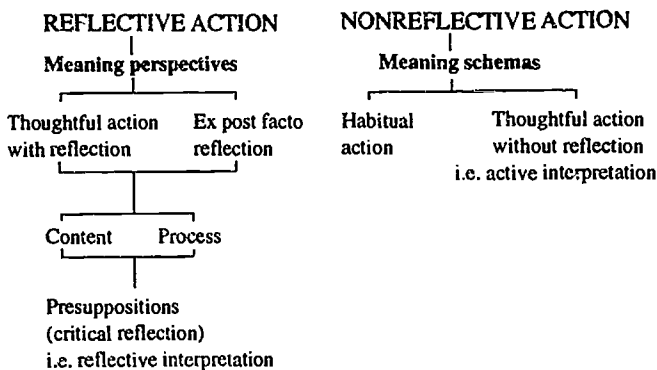 REFLECTIVE ACTION
Meaning perspectives
Thoughtful action
with reflection
Ex post facto
reflection
Content Process
Presuppositions
(critical reflection)
i.e. reflective interpretation
NONREFLECTIVE ACTION
Meaning schemas
Habitual
action
Thoughtful action
without reflection
i.e. active interpretation